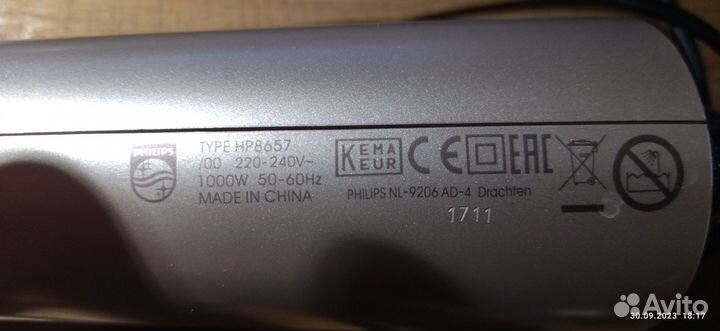 PHILIPS
TYPE HP8657
/00 220-240V~
1000W 50-60Hz
MADE IN CHINA
KEMA
KEUR
CE EAC
PHILIPS NL-9206 AD-4 Drachten
1711
Avito
30.09.2023 18:17